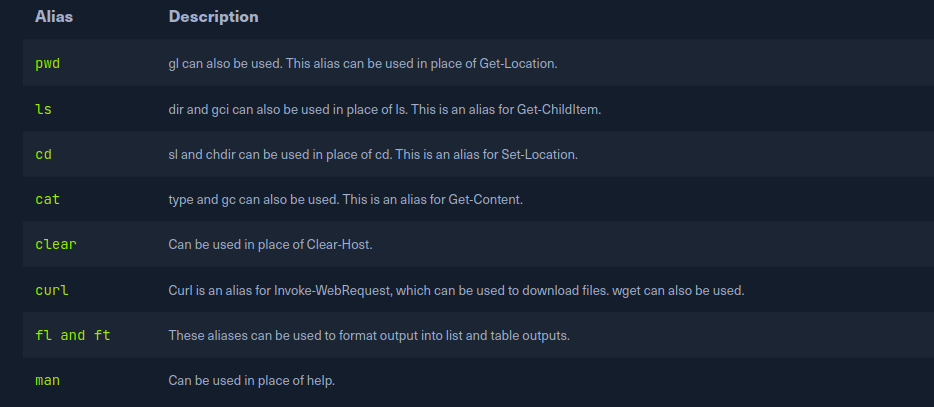 Alias Description
pwd gl can also be used. This alias can be used in place of Get-Location.
ls dir and gci can also be used in place of ls. This is an alias for Get-ChildItem.
cd sl and chdir can be used in place of cd. This is an alias for Set-Location.
cat type and gc can also be used. This is an alias for Get-Content.
clear Can be used in place of Clear-Host.
curl Curl is an alias for Invoke-WebRequest, which can be used to download files. wget can also be used.
fl and ft These aliases can be used to format output into list and table outputs.
man Can be used in place of help.